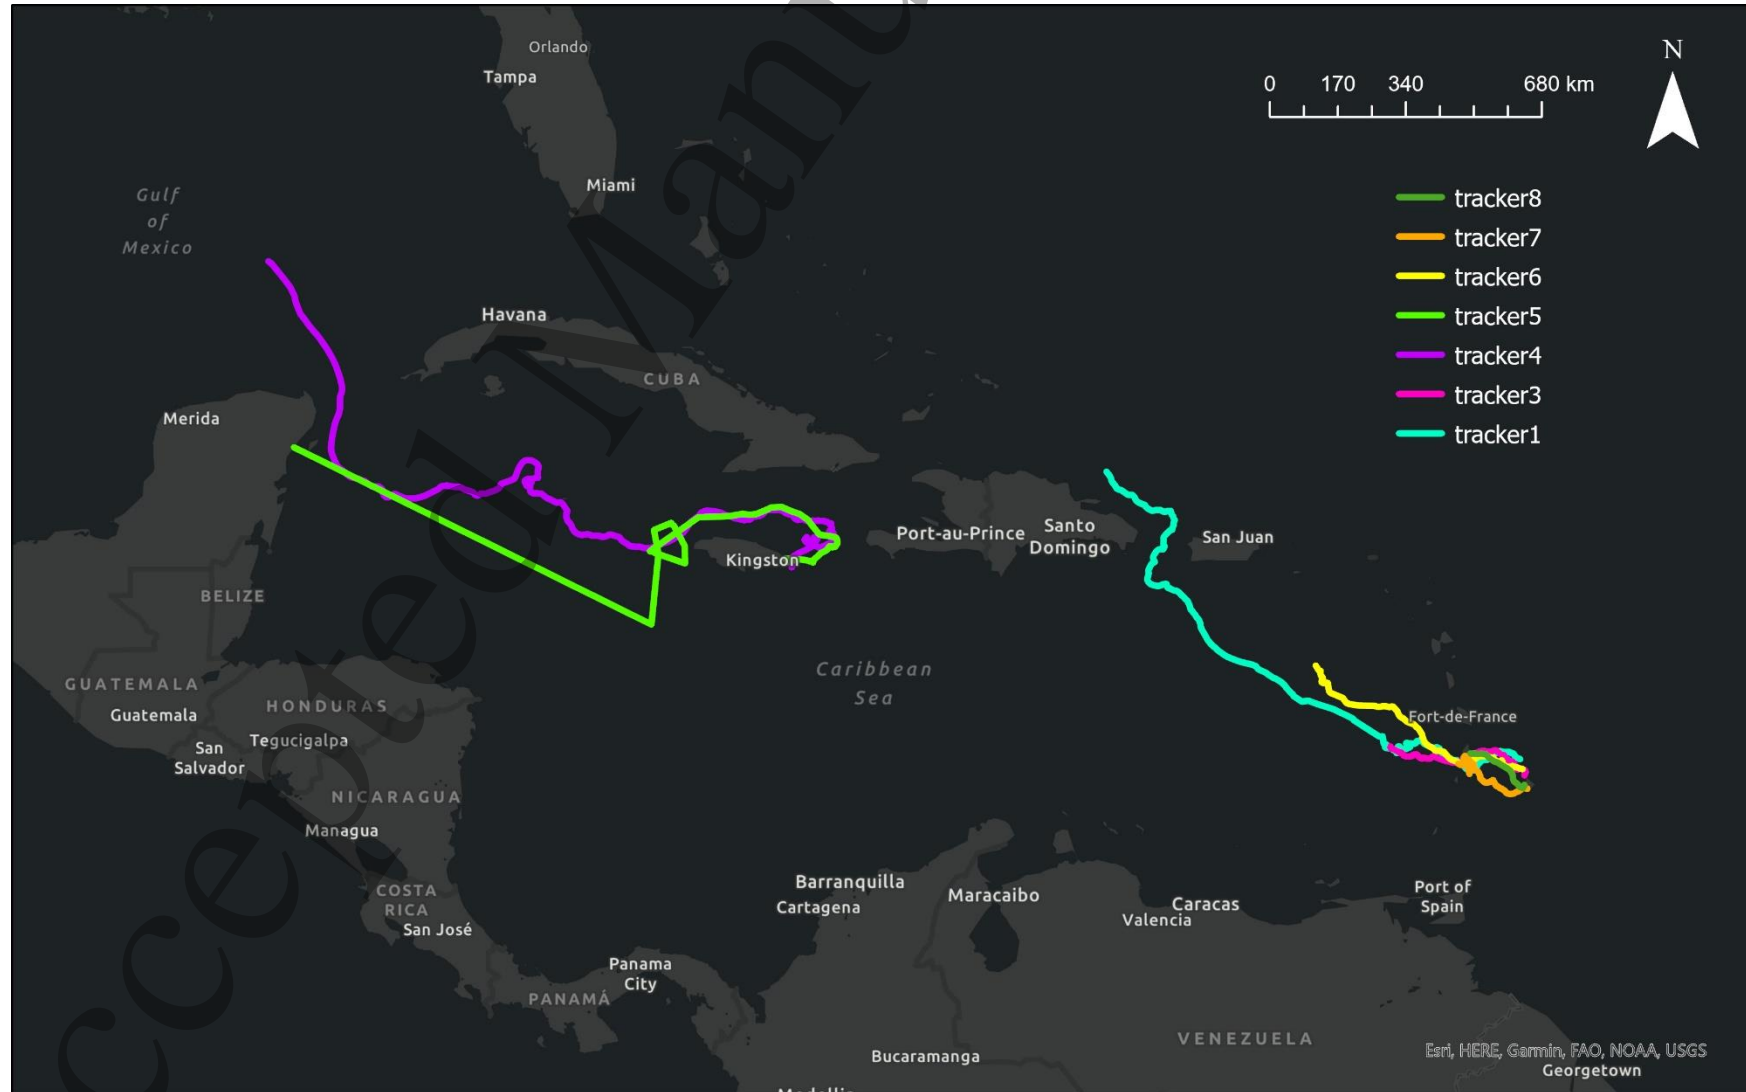 Orlando
Tampa
N
0 170 340 680 km
Gulf
of
Mexico
Miami
tracker8
tracker7
tracker6
tracker5
tracker4
tracker3
tracker1
Havana
CUBA
Merida
Port-au-Prince
Santo
Domingo
San Juan
Kingston
BELIZE
Caribbean
Sea
GUATEMALA
Guatemala
HONDURAS
Fort-de-France
San
Salvador
Tegucigalpa
NICARAGUA
Managua
Barranquilla
Cartagena
Maracaibo
Caracas
Valencia
Port of
Spain
COSTA
RICA
San José
Panama
City
PANAMÁ
VENEZUELA
Bucaramanga
Esri, HERE, Garmin, FAO, NOAA, USGS
Georgetown
ccepted Manu